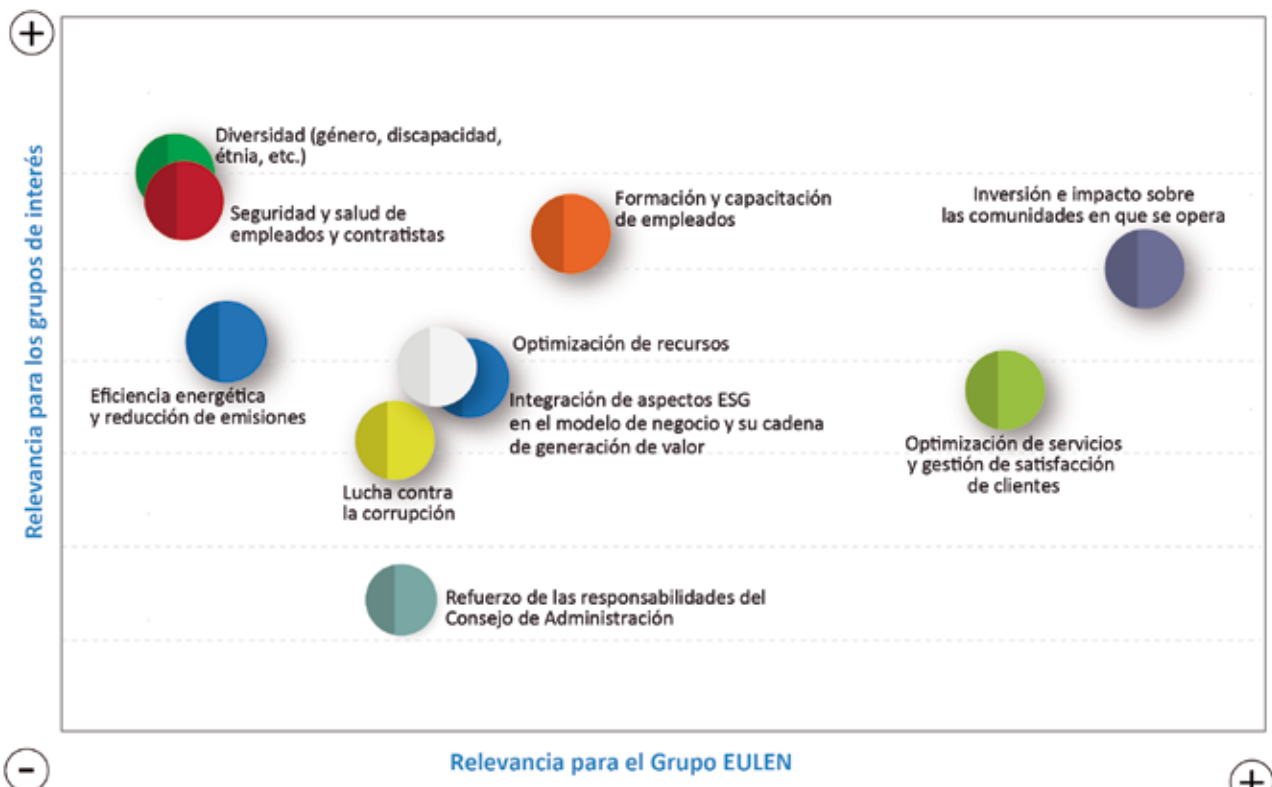 +
Relevancia para los grupos de interés
Diversidad (género, discapacidad,
étnia, etc.)
Seguridad y salud de
empleados y contratistas
Formación y capacitación
de empleados
Inversión e impacto sobre
las comunidades en que se opera
Eficiencia energética
y reducción de emisiones
Optimización de recursos
Integración de aspectos ESG
en el modelo de negocio y su cadena
de generación de valor
Optimización de servicios
y gestión de satisfacción
de clientes
Lucha contra
la corrupción
Refuerzo de las responsabilidades del
Consejo de Administración
-
Relevancia para el Grupo EULEN
+